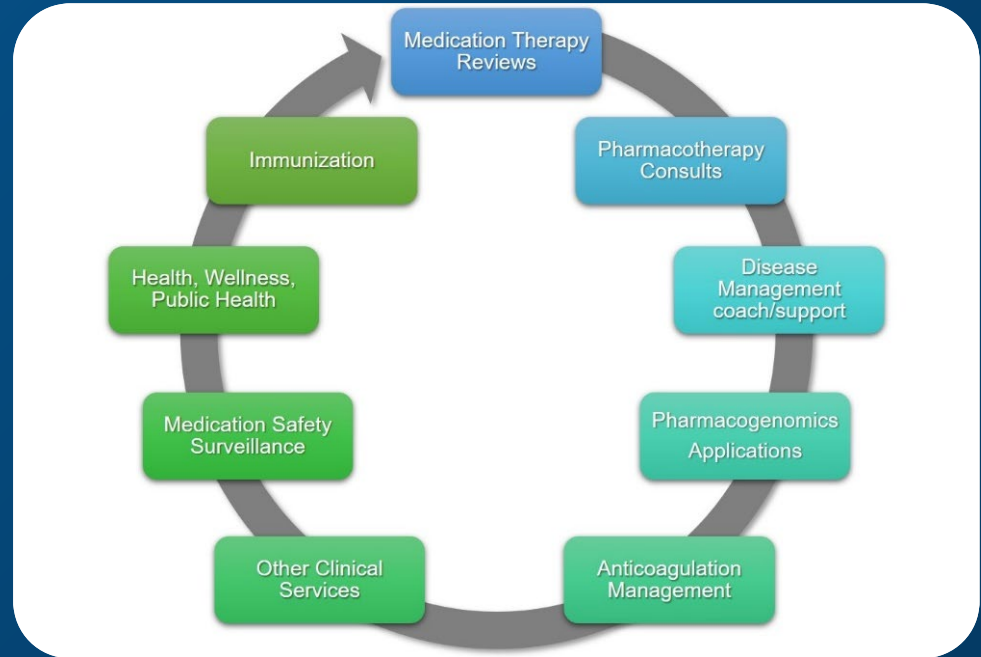 Medication Therapy
Reviews
Pharmacotherapy
Consults
Disease
Management
coach/support
Pharmacogenomics
Applications
Anticoagulation
Management
Other Clinical
Services
Medication Safety
Surveillance
Health, Wellness,
Public Health
Immunization